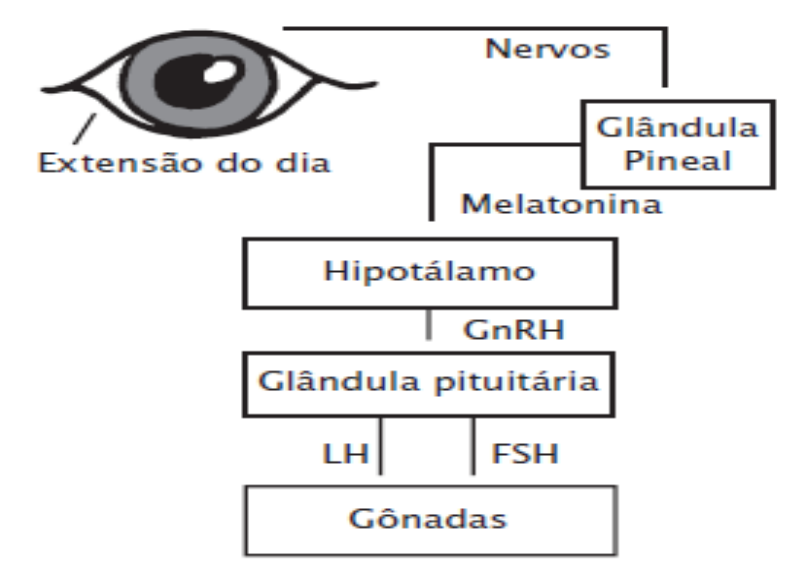 Nervos
Glândula
Pineal
Extensão do dia
Melatonina
Hipotálamo
GnRH
Glândula pituitária
LH
FSH
Gônadas